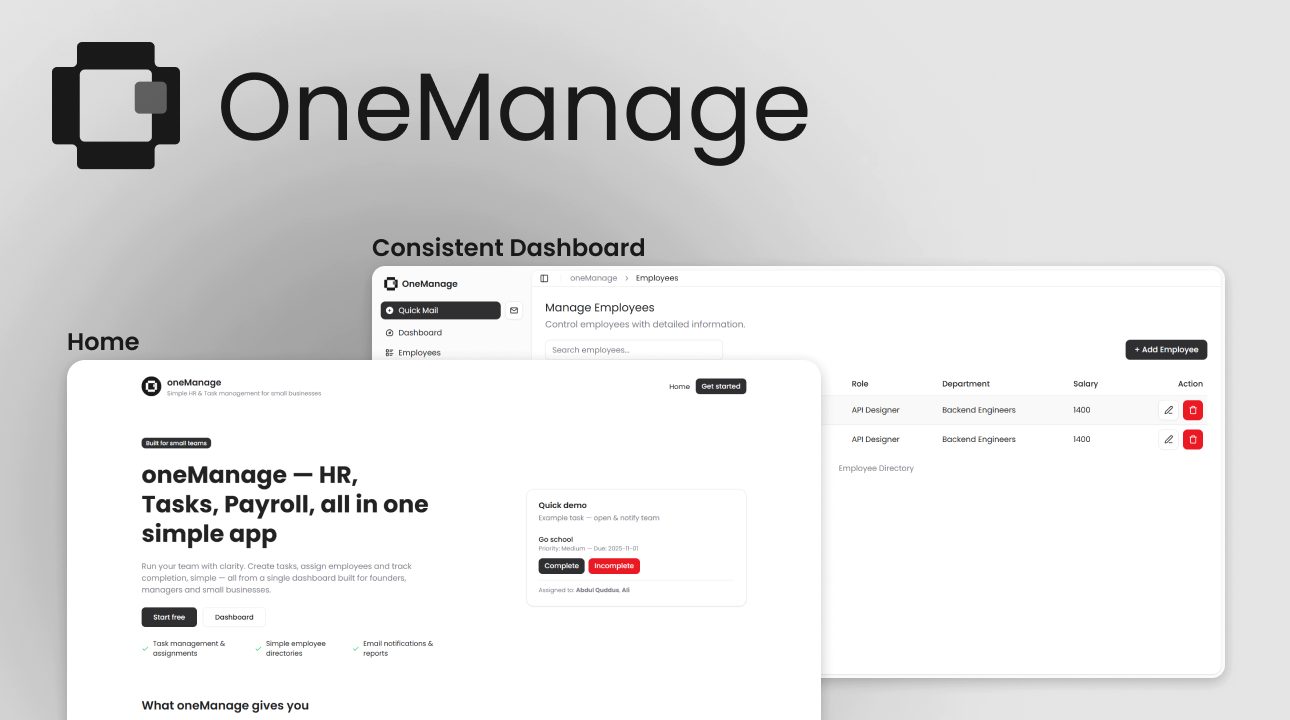 OneManage
Consistent Dashboard
OneManage
oneManage > Employees
Quick Mail
Dashboard
Employees
Manage Employees
Control employees with detailed information.
Search employees...
+ Add Employee
Role Department Salary Action
API Designer Backend Engineers 1400
API Designer Backend Engineers 1400
Employee Directory
Home
oneManage
Simple HR & Task management for small businesses
Home Get started
Built for small teams
oneManage — HR,
Tasks, Payroll, all in one
simple app
Run your team with clarity. Create tasks, assign employees and track
completion, simple — all from a single dashboard built for founders,
managers and small businesses.
Start free Dashboard
Task management &
assignments
Simple employee
directories
Email notifications &
reports
Quick demo
Example task — open & notify team
Go school
Priority: Medium — Due: 2025-11-01
Complete Incomplete
Assigned to: Abdul Quddus, Ali
What oneManage gives you